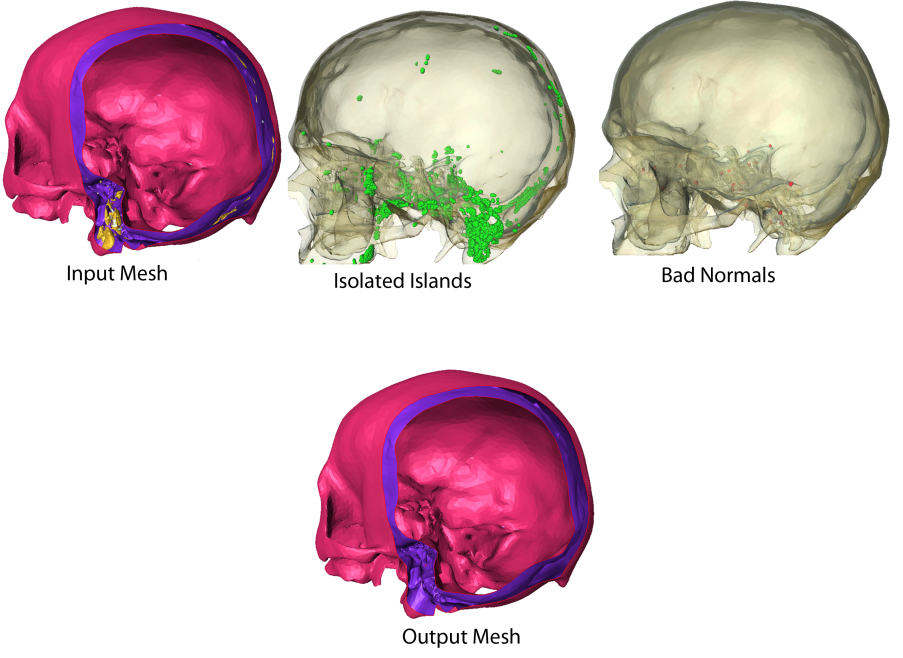 Input Mesh
Isolated Islands
Bad Normals
Output Mesh